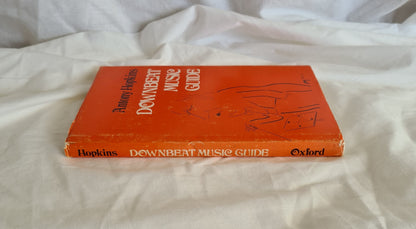 Antony Hopkins
DOWNBEAT
MUSIC
GUIDE
Hopkins DOWNBEAT MUSIC GUIDE Oxford